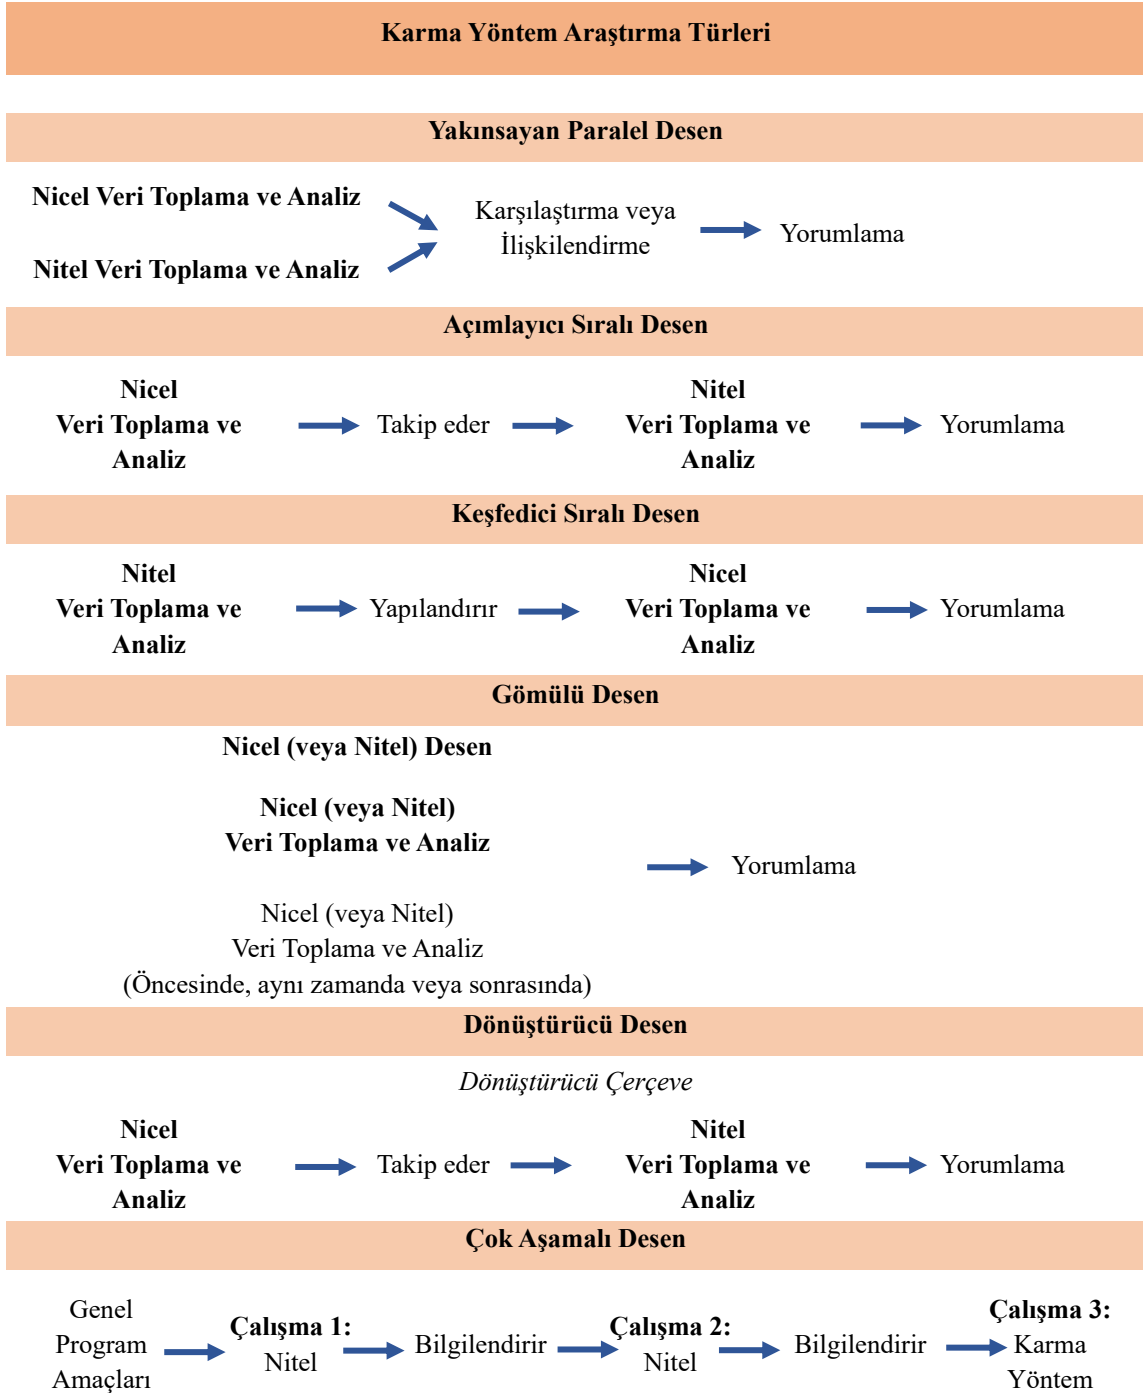 Karma Yöntem Araştırma Türleri
Yakınsayan Paralel Desen
Nicel Veri Toplama ve Analiz
Nitel Veri Toplama ve Analiz
Karşılaştırma veya
İlişkilendirme
Yorumlama
Açımlayıcı Sıralı Desen
Nicel
Veri Toplama ve
Analiz
Takip eder
Nitel
Veri Toplama ve
Analiz
Yorumlama
Keşfedici Sıralı Desen
Nitel
Veri Toplama ve
Analiz
Yapılandırır
Nicel
Veri Toplama ve
Analiz
Yorumlama
Gömülü Desen
Nicel (veya Nitel) Desen
Nicel (veya Nitel)
Veri Toplama ve Analiz
Nicel (veya Nitel)
Veri Toplama ve Analiz
(Öncesinde, aynı zamanda veya sonrasında)
Yorumlama
Dönüştürücü Desen
Dönüştürücü Çerçeve
Nicel
Veri Toplama ve
Analiz
Takip eder
Nitel
Veri Toplama ve
Analiz
Yorumlama
Çok Aşamalı Desen
Genel
Program
Amaçları
Çalışma 1:
Nitel
Bilgilendirir
Çalışma 2:
Nitel
Bilgilendirir
Çalışma 3:
Karma
Yöntem